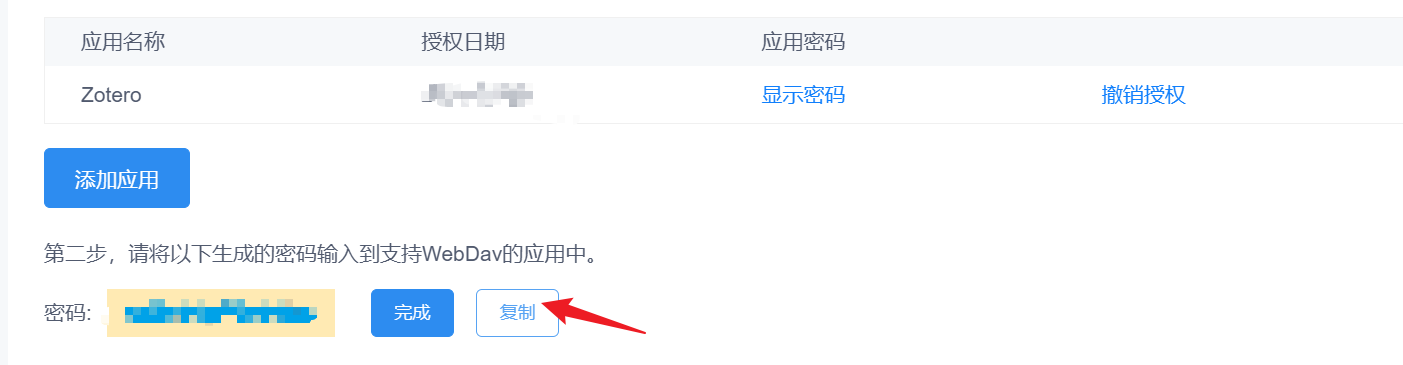 应用名称 授权日期 应用密码
Zotero 显示密码 撤销授权
添加应用
第二步，请将以下生成的密码输入到支持WebDav的应用中。
密码: 完成 复制